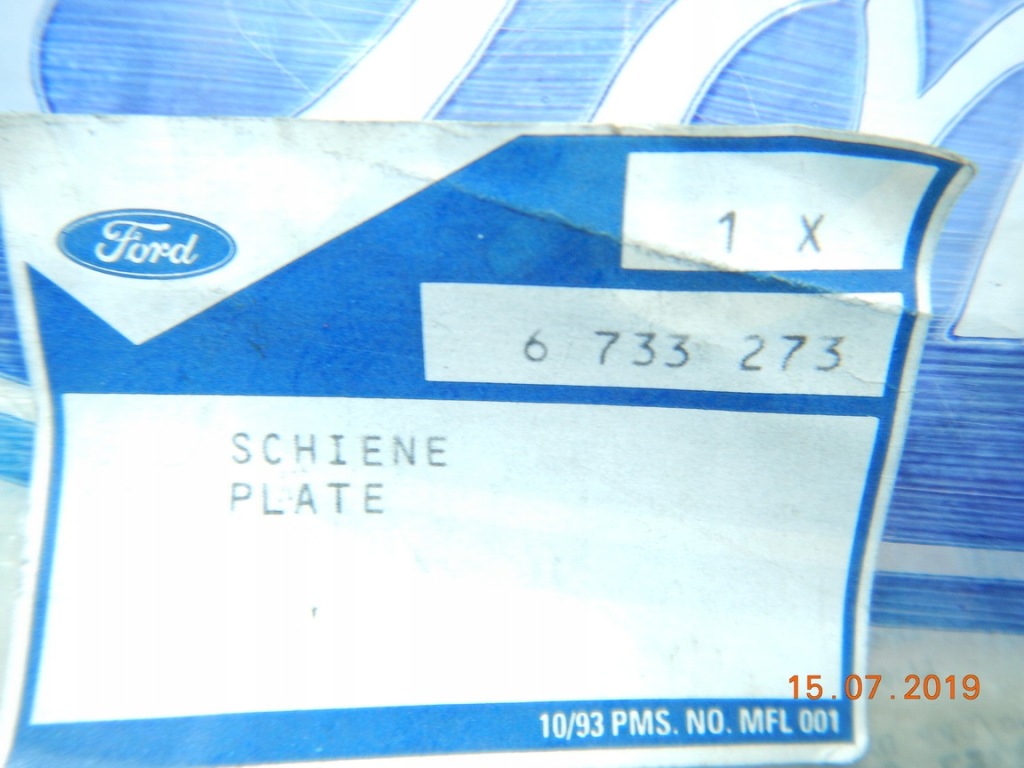 Ford
1 X
6 733 273
SCHIENE
PLATE
15.07.2019
10/93 PMS. NO. MFL 001